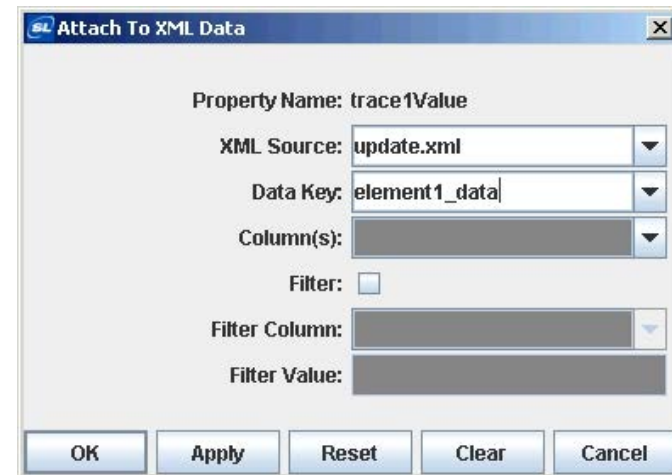 SL Attach To XML Data
Property Name: trace1Value
XML Source: update.xml
Data Key: element1_data
Column(s):
Filter:
Filter Column:
Filter Value:
OK Apply Reset Clear Cancel